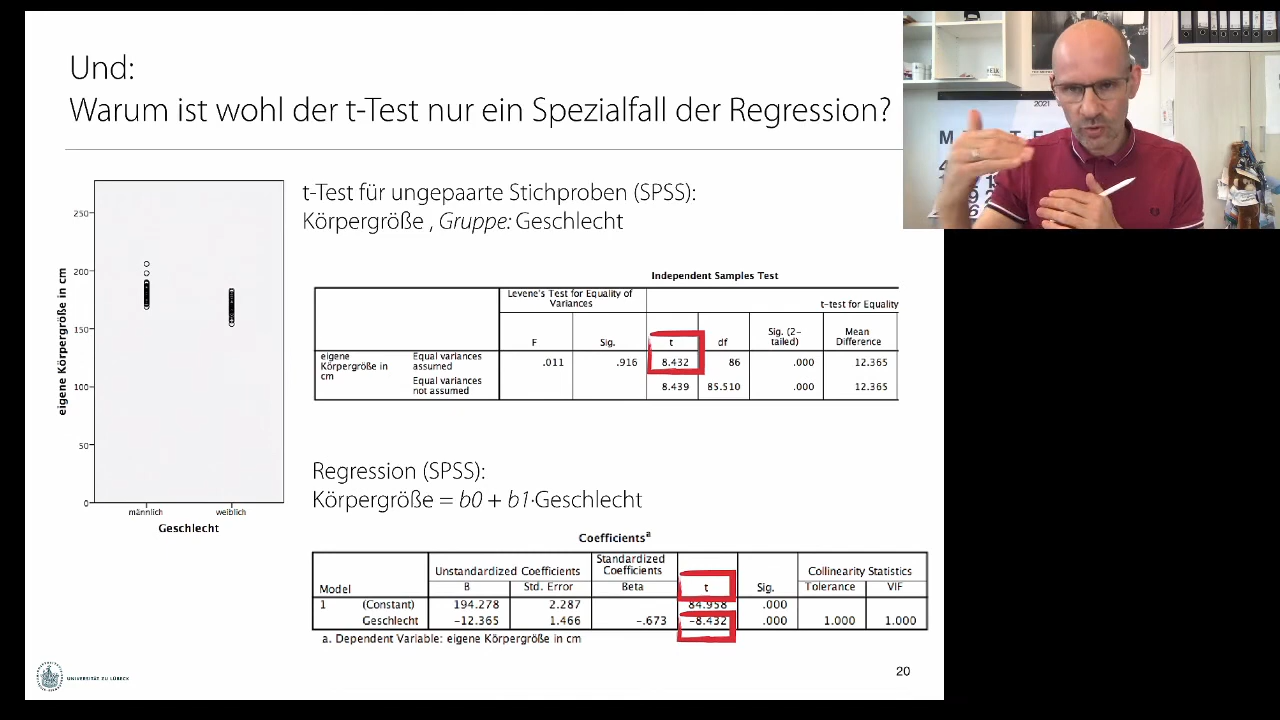 Und:
Warum ist wohl der t-Test nur ein Spezialfall der Regression?
t-Test für ungepaarte Stichproben (SPSS):
Körpergröße , Gruppe: Geschlecht
eigene Körpergröße in cm
250
200
150
100
50
0
männlich weiblich
Geschlecht
Independent Samples Test
Levene's Test for Equality of Variances
t-test for Equality
F Sig. t df Sig. (2-tailed) Mean Difference
eigene Körpergröße in cm Equal variances assumed .011 .916 8.432 86 .000 12.365
Equal variances not assumed 8.439 85.510 .000 12.365
Regression (SPSS):
Körpergröße = b0 + b1·Geschlecht
Coefficientsa
Unstandardized Coefficients Standardized Coefficients Collinearity Statistics
Model B Std. Error Beta t Sig. Tolerance VIF
1 (Constant) 194.278 2.287 84.958 .000
Geschlecht -12.365 1.466 -.673 -8.432 .000 1.000 1.000
a. Dependent Variable: eigene Körpergröße in cm
UNIVERSITÄT ZU LÜBECK
20
2021